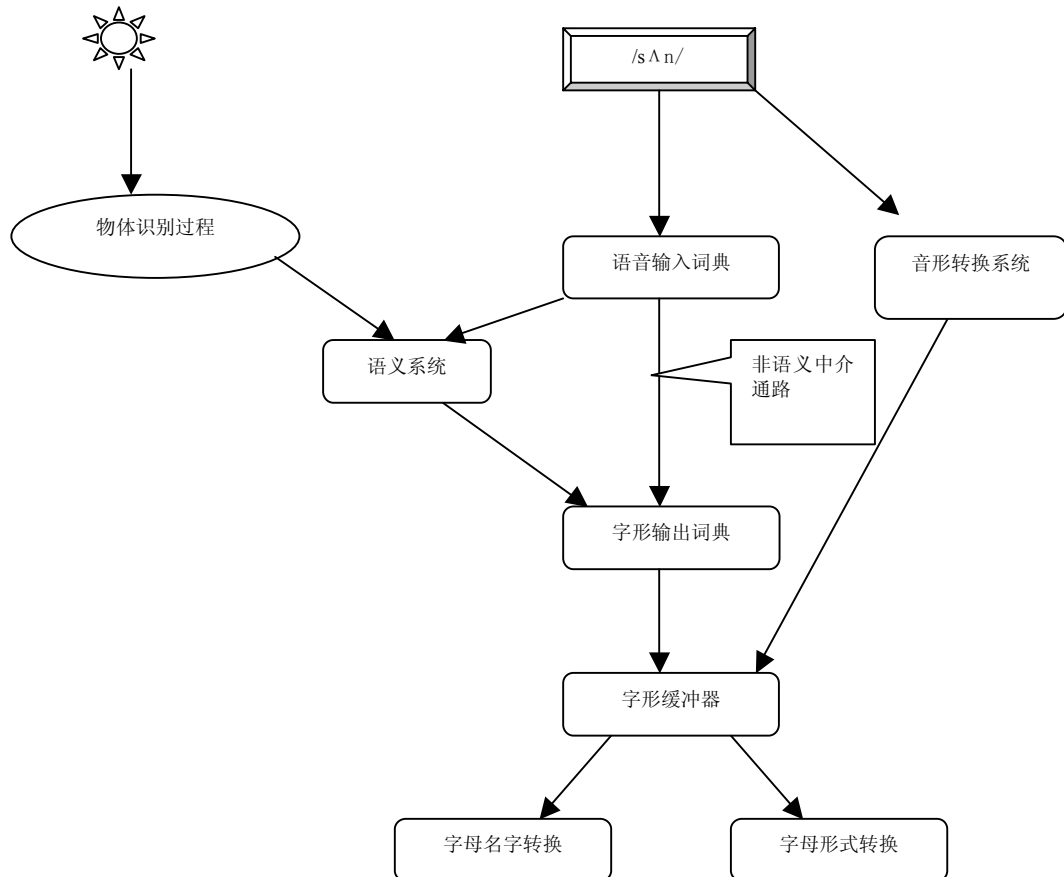 /sΛn/
物体识别过程
语音输入词典
音形转换系统
语义系统
非语义中介
通路
字形输出词典
字形缓冲器
字母名字转换
字母形式转换